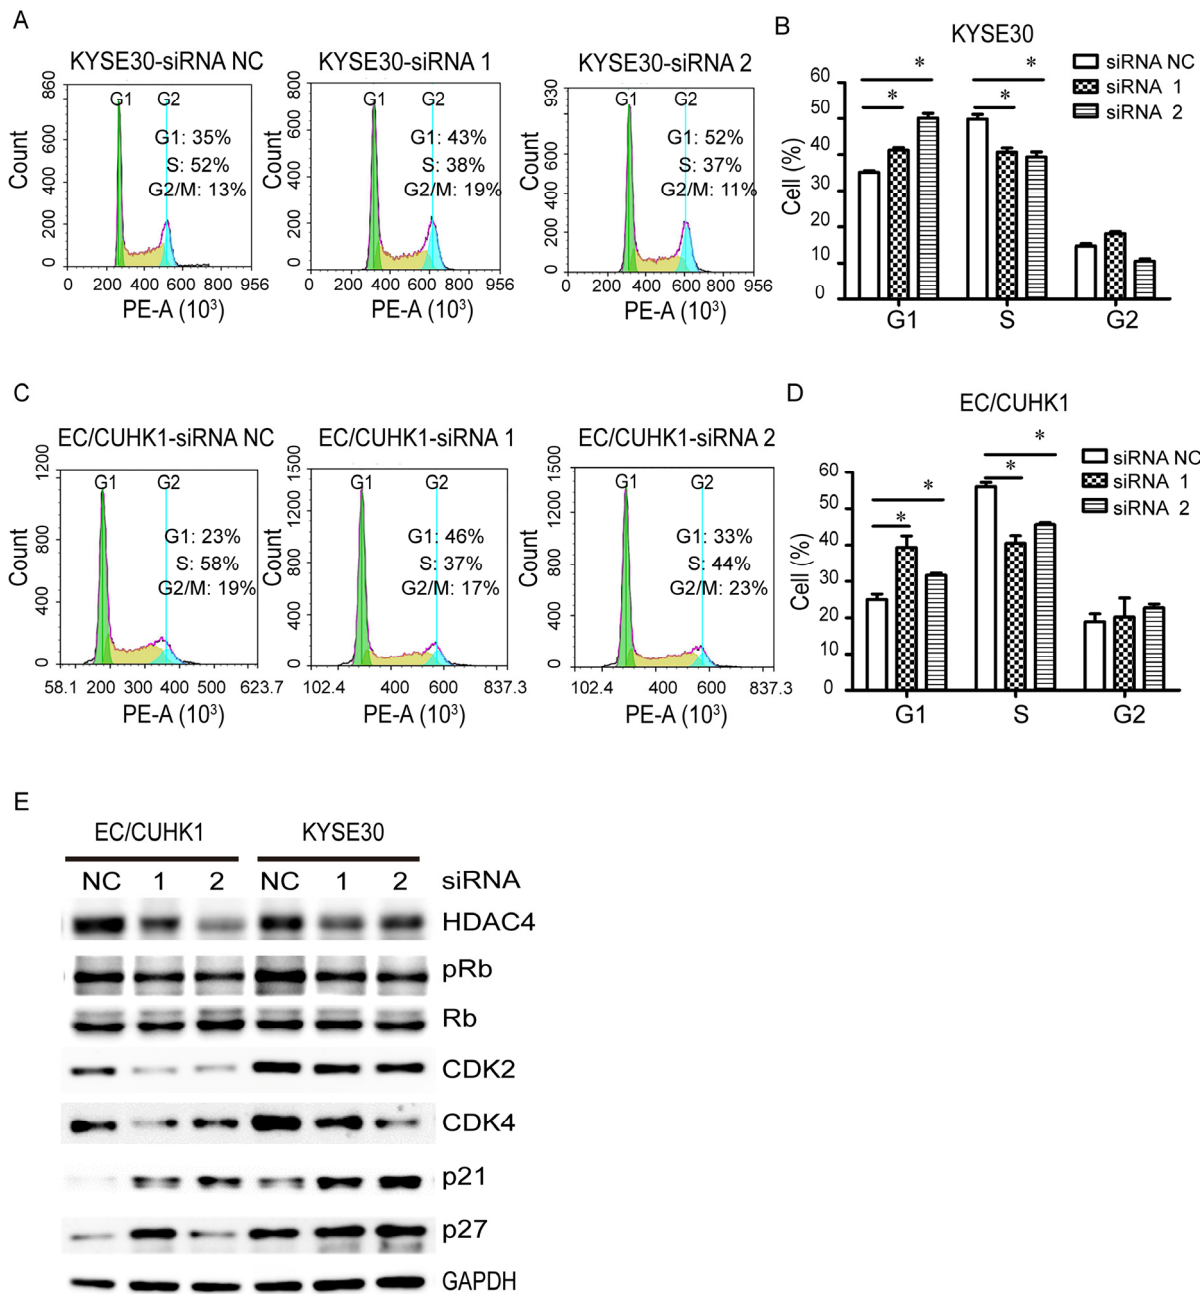 A
KYSE30-siRNA NC
Count
860
800
600
400
200
0
G1 G2
G1: 35%
S: 52%
G2/M: 13%
0 200 400 600 956
PE-A (10³)
KYSE30-siRNA 1
Count
800
700
600
400
200
0
G1 G2
G1: 43%
S: 38%
G2/M: 19%
0 200 400 600 800 956
PE-A (10³)
KYSE30-siRNA 2
Count
930
800
600
400
200
0
G1 G2
G1: 52%
S: 37%
G2/M: 11%
0 200 400 600 800 956
PE-A (10³)
B
KYSE30
siRNA NC
siRNA 1
siRNA 2
Cell (%)
60
50
40
30
20
10
0
* * * *
G1 S G2
C
EC/CUHK1-siRNA NC
Count
1200
800
400
0
G1 G2
G1: 23%
S: 58%
G2/M: 19%
58.1 200 300 400 500 623.7
PE-A (10³)
EC/CUHK1-siRNA 1
Count
1500
1200
800
400
0
G1 G2
G1: 46%
S: 37%
G2/M: 17%
102.4 400 600 837.3
PE-A (10³)
EC/CUHK1-siRNA 2
Count
1500
1200
800
400
0
G1 G2
G1: 33%
S: 44%
G2/M: 23%
102.4 400 600 837.3
PE-A (10³)
D
EC/CUHK1
siRNA NC
siRNA 1
siRNA 2
Cell (%)
60
50
40
30
20
10
0
* * * *
G1 S G2
E
EC/CUHK1 KYSE30
NC 1 2 NC 1 2 siRNA
HDAC4
pRb
Rb
CDK2
CDK4
p21
p27
GAPDH